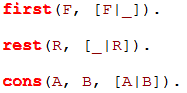 first(F, [F|_]).
rest(R, [_|R]).
cons(A, B, [A|B]).